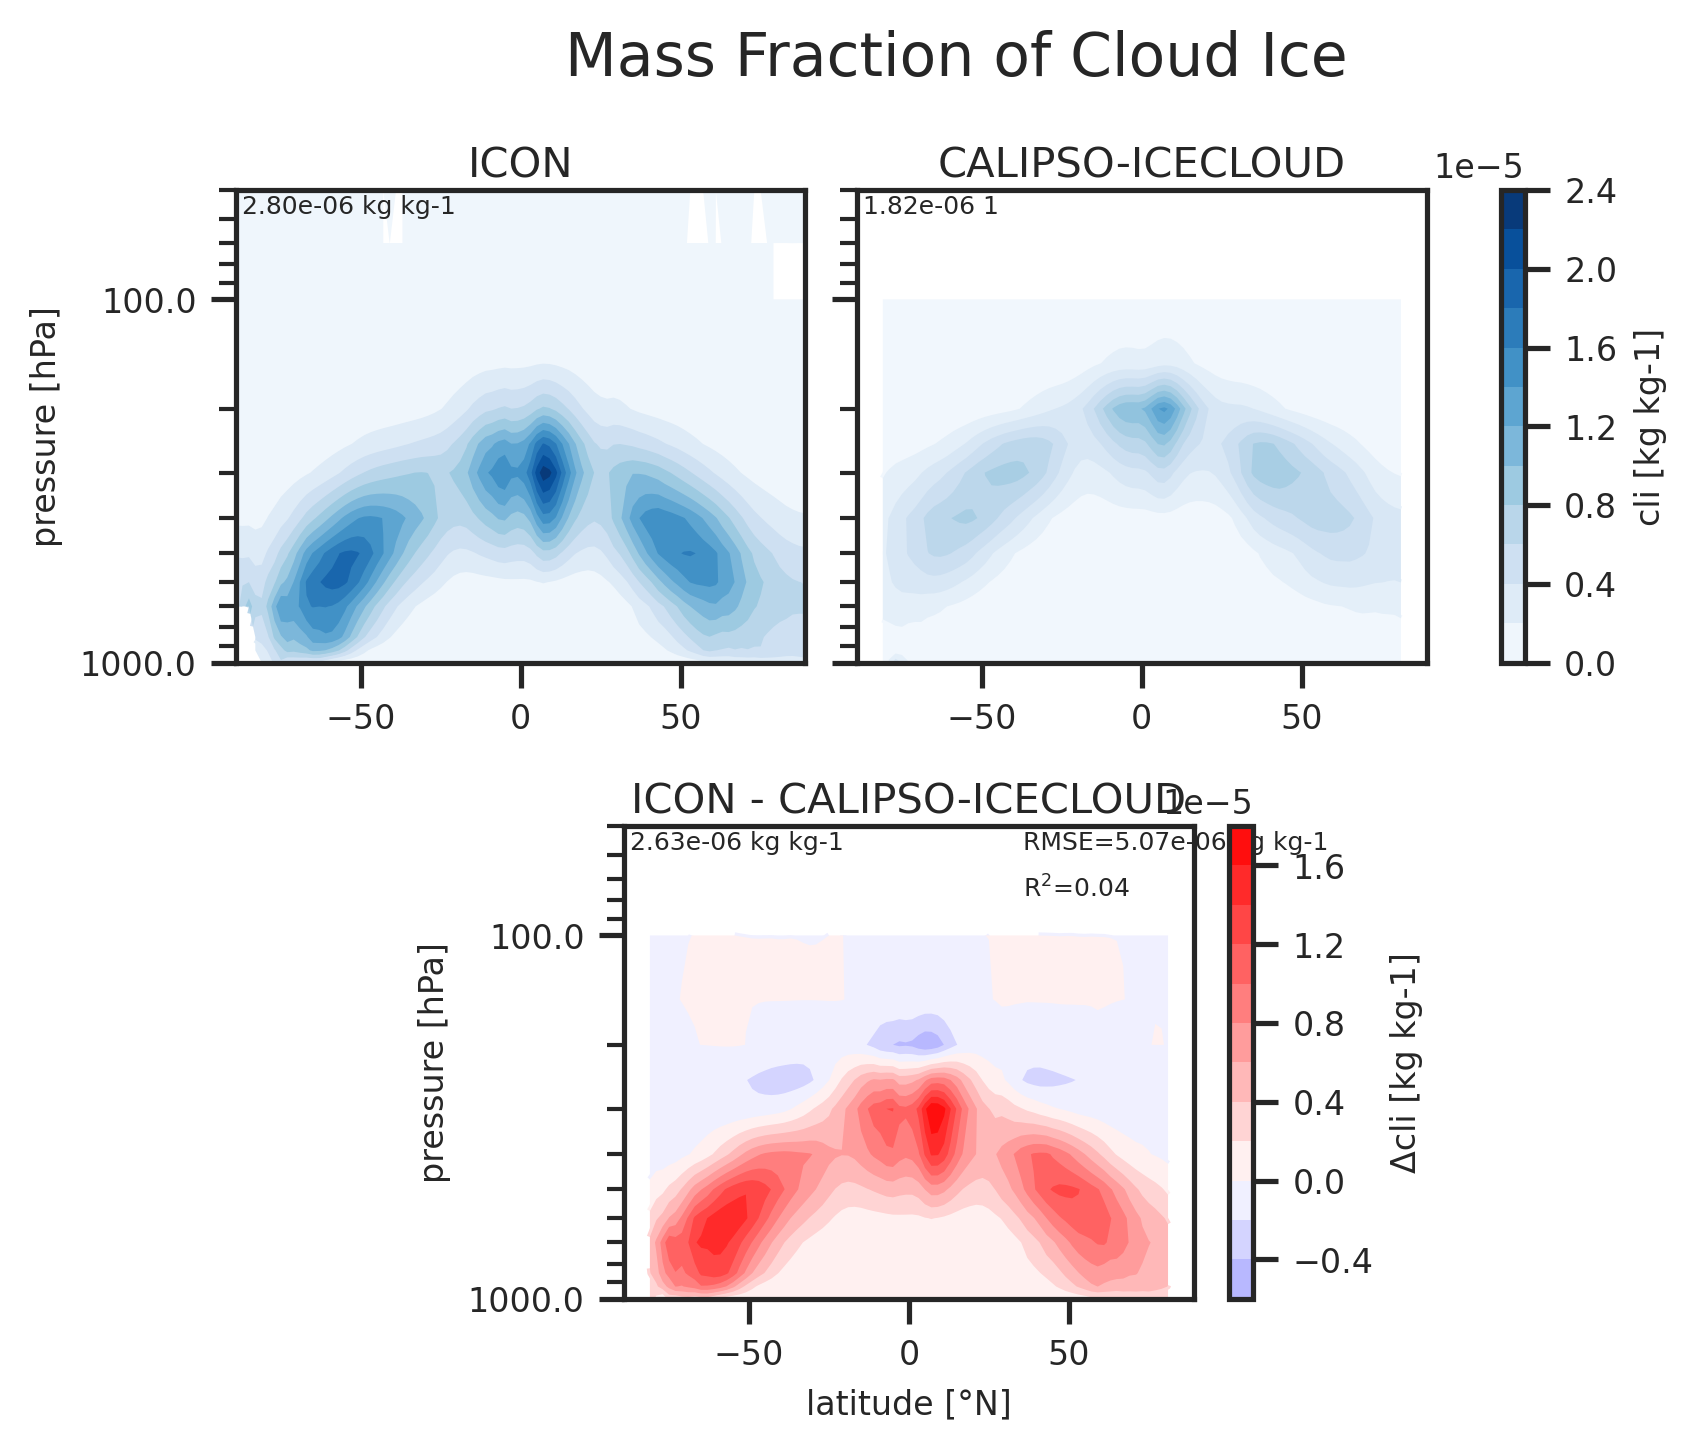 Mass Fraction of Cloud Ice
ICON
CALIPSO-ICECLOUD
1e−5
2.80e-06 kg kg-1
1.82e-06 1
pressure [hPa]
100.0
1000.0
−50
0
50
−50
0
50
2.4
2.0
1.6
1.2
0.8
0.4
0.0
cli [kg kg-1]
ICON - CALIPSO-ICECLOUD
1e−5
2.63e-06 kg kg-1
RMSE=5.07e-06 kg kg-1
R²=0.04
pressure [hPa]
100.0
1000.0
−50
0
50
latitude [°N]
1.6
1.2
0.8
0.4
0.0
−0.4
Δcli [kg kg-1]